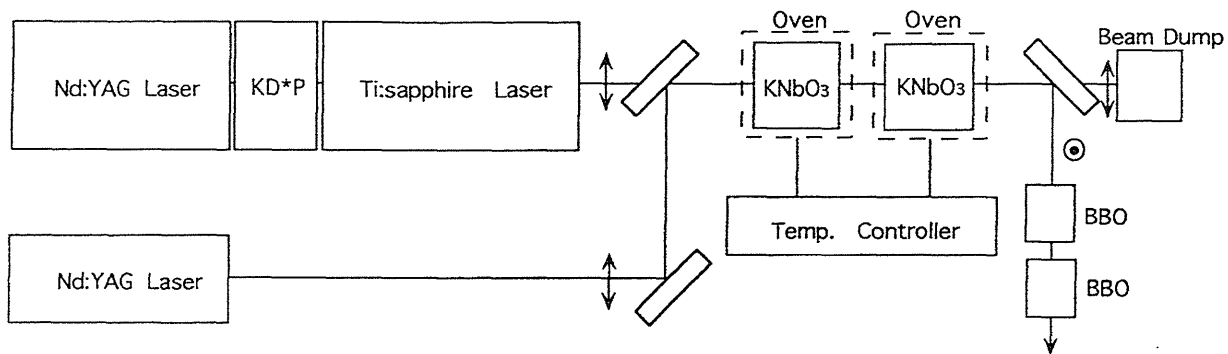 Oven
Oven
Beam Dump
Nd:YAG Laser
KD*P
Ti:sapphire Laser
KNbO₃
KNbO₃
BBO
Temp. Controller
Nd:YAG Laser
BBO